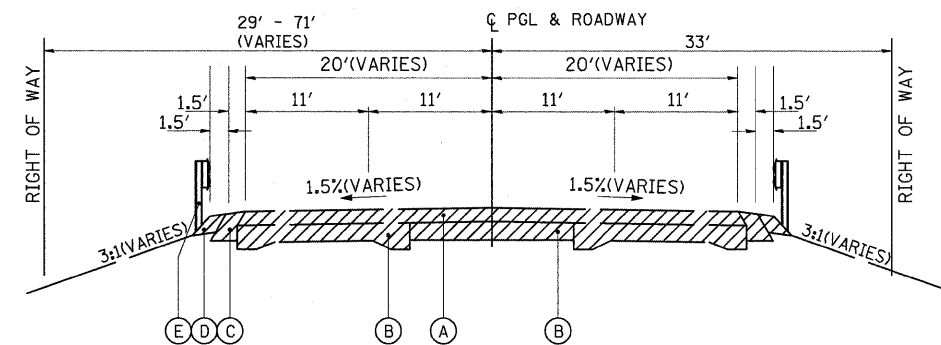 29' - 71'
(VARIES)
℄ PGL & ROADWAY
33'
20'(VARIES)
20'(VARIES)
1.5'
11'
11'
11'
11'
1.5'
1.5'
1.5'
RIGHT OF WAY
RIGHT OF WAY
1.5%(VARIES)
1.5%(VARIES)
3:1(VARIES)
3:1(VARIES)
E
D
C
B
A
B